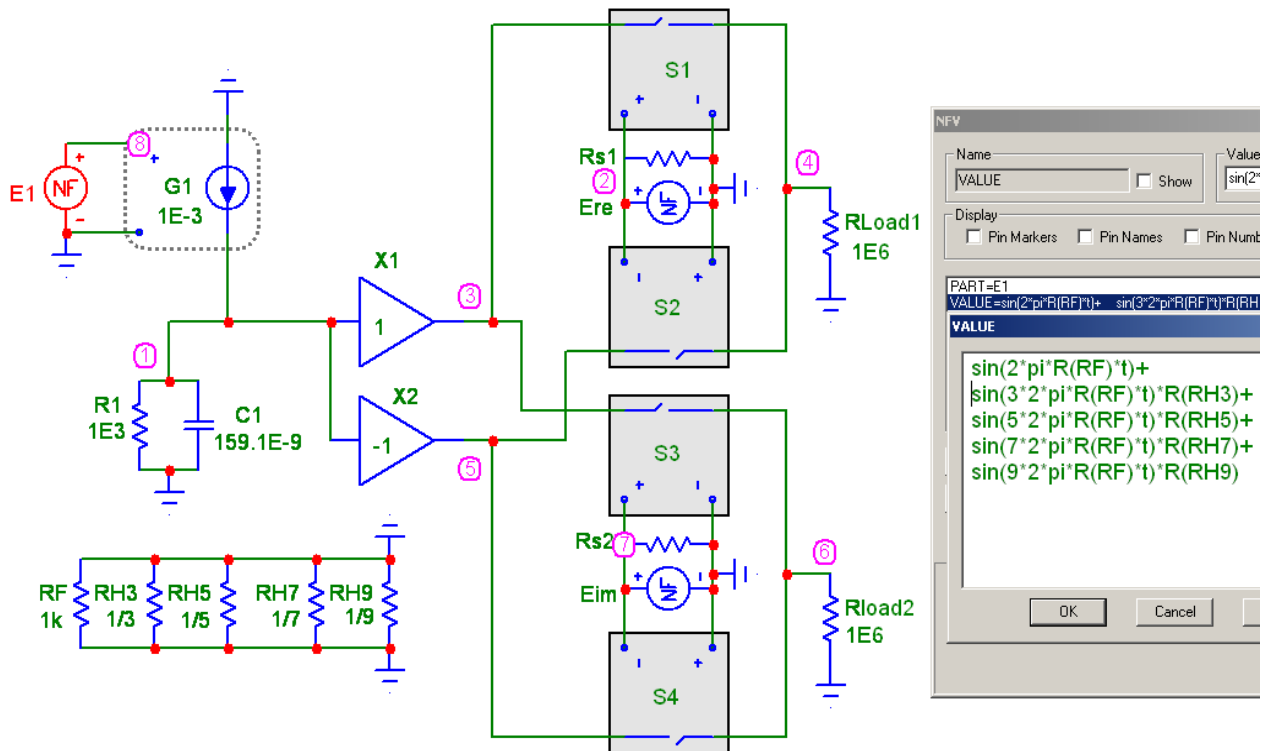 S1
8
E1
NF
G1
1E-3
Rs1
2
Ere
NF
4
RLoad1
1E6
X1
1
3
S2
1
R1
1E3
C1
159.1E-9
X2
-1
5
S3
Rs2
7
Eim
NF
6
Rload2
1E6
S4
RF
1k
RH3
1/3
RH5
1/5
RH7
1/7
RH9
1/9
NFV
Name
VALUE
Show
Value
sin(2*
Display
Pin Markers
Pin Names
Pin Numb
PART=E1
VALUE=sin(2*pi*R(RF)*t)+ sin(3*2*pi*R(RF)*t)*R(RH
VALUE
sin(2*pi*R(RF)*t)+
sin(3*2*pi*R(RF)*t)*R(RH3)+
sin(5*2*pi*R(RF)*t)*R(RH5)+
sin(7*2*pi*R(RF)*t)*R(RH7)+
sin(9*2*pi*R(RF)*t)*R(RH9)
OK
Cancel